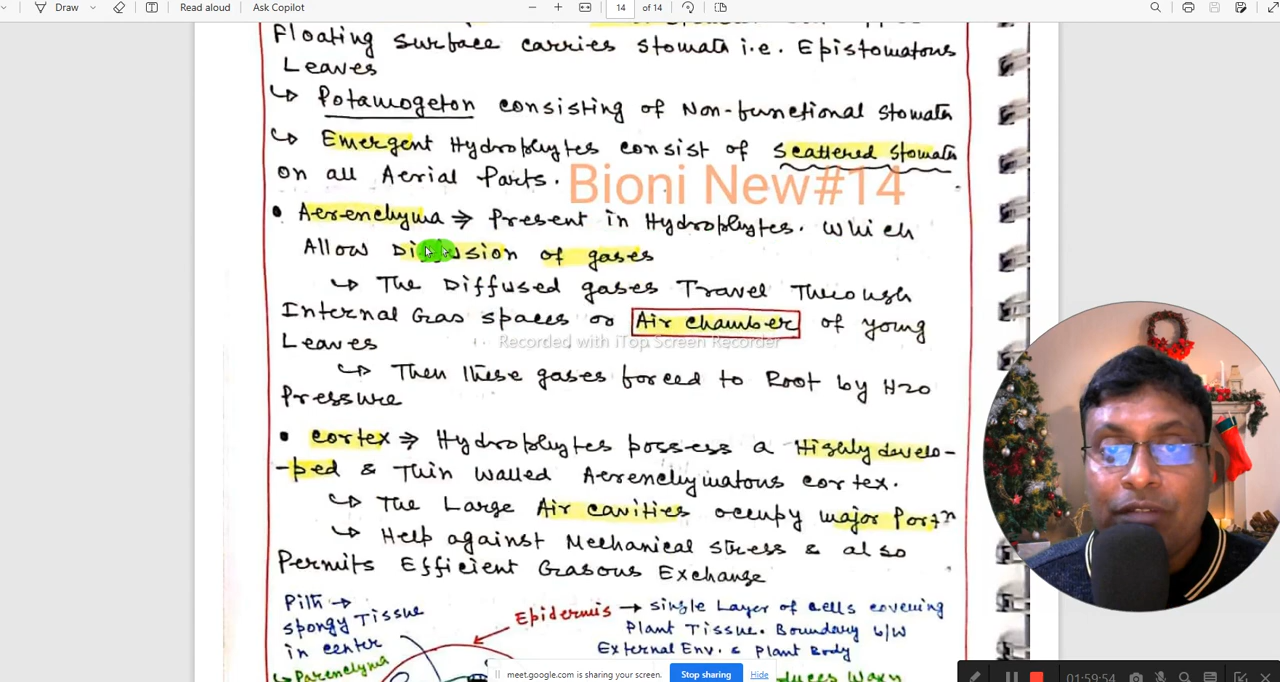 Draw
Read aloud
Ask Copilot
14
of 14
Floating Surface carries Stomata i.e. Epistomatous
Leaves
↳ Potamogeton consisting of Non-functional Stomata
↳ Emergent Hydrophytes consist of Scattered Stomata
on all Aerial Parts.
Bioni New#14
• Aerenchyma ⇒ Present in Hydrophytes. Which
Allow Diffusion of gases
↳ The Diffused gases Travel Through
Internal Gas spaces or Air chamber of young
Leaves
Recorded with iTop Screen Recorder
↳ Then these gases forced to Root by H2O
Pressure
• Cortex ⇒ Hydrophytes possess a Highly develo-
-ped & Thin walled Aerenchymatous cortex.
↳ The Large Air cavities occupy major Portn
↳ Help against Mechanical stress & also
Permits Efficient Gasous Exchange
Pith →
spongy Tissue
in center
↳ Parenchyma
Epidermis → single Layer of cells covering
Plant Tissue. Boundary b/w
External Env. & Plant Body
meet.google.com is sharing your screen.
Stop sharing
Hide
01:59:54